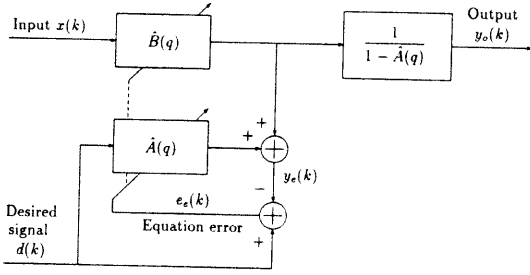 Input x(k)
B̂(q)
1
1 − Â(q)
Output
y_o(k)
+
+
Â(q)
+
y_e(k)
−
e_e(k)
+
Equation error
+
Desired
signal
d(k)